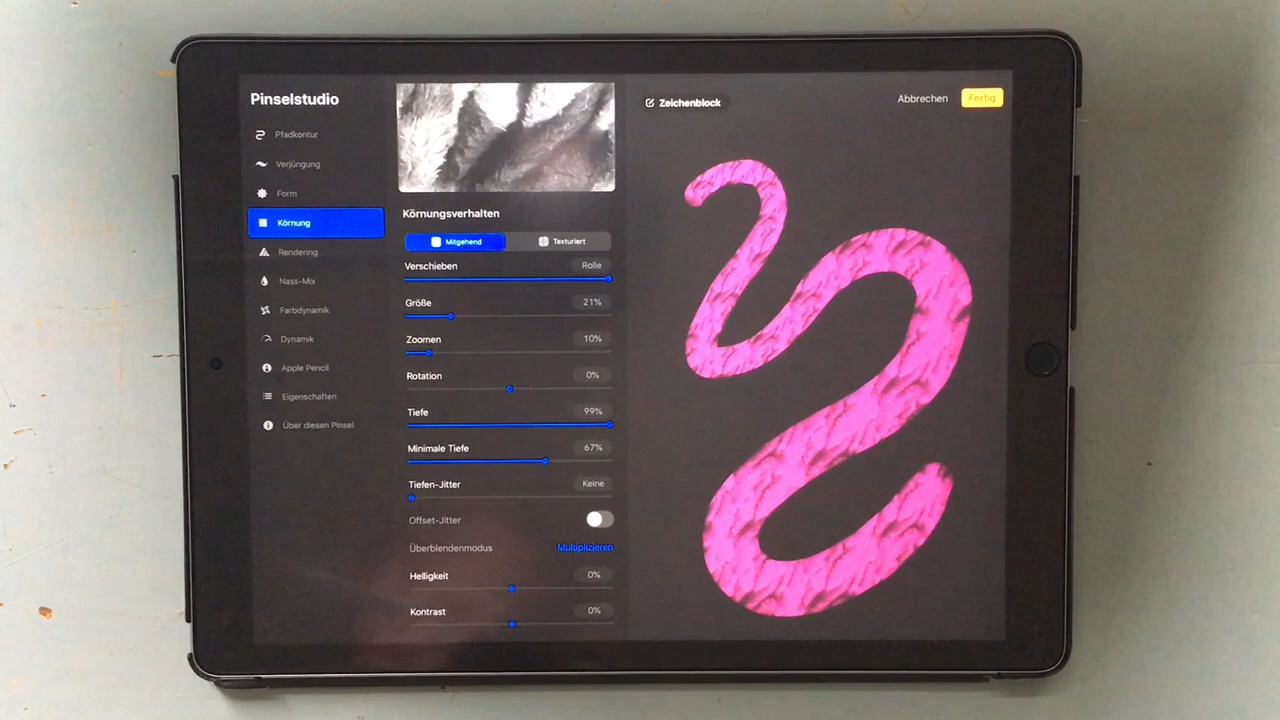 Pinselstudio
Pfadkontur
Verjüngung
Form
Körnung
Rendering
Nass-Mix
Farbdynamik
Dynamik
Apple Pencil
Eigenschaften
Über diesen Pinsel
Körnungsverhalten
Mitgehend Texturiert
Verschieben Rolle
Größe 21%
Zoomen 10%
Rotation 0%
Tiefe 99%
Minimale Tiefe 67%
Tiefen-Jitter Keine
Offset-Jitter
Überblendenmodus Multiplizieren
Helligkeit 0%
Kontrast 0%
Zeichenblock
Abbrechen Fertig